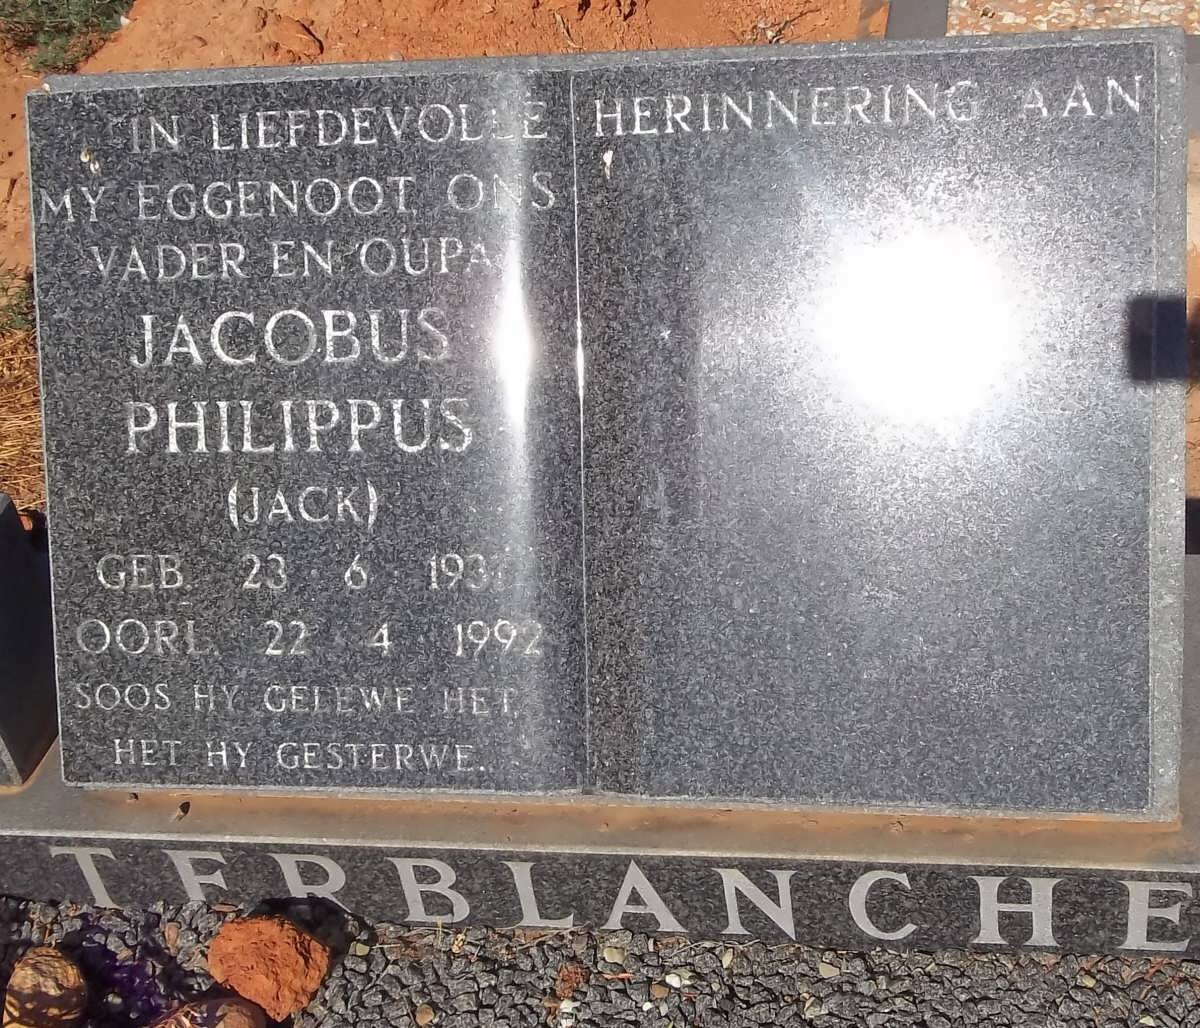 IN LIEFDEVOLLE HERINNERING AAN
MY EGGENOOT, ONS
VADER EN OUPA
JACOBUS
PHILIPPUS
(JACK)
GEB. 23 · 6 ·
OORL. 22 · 4 · 1992
SOOS HY GELEWE HET,
HET HY GESTERWE.
TERBLANCHE